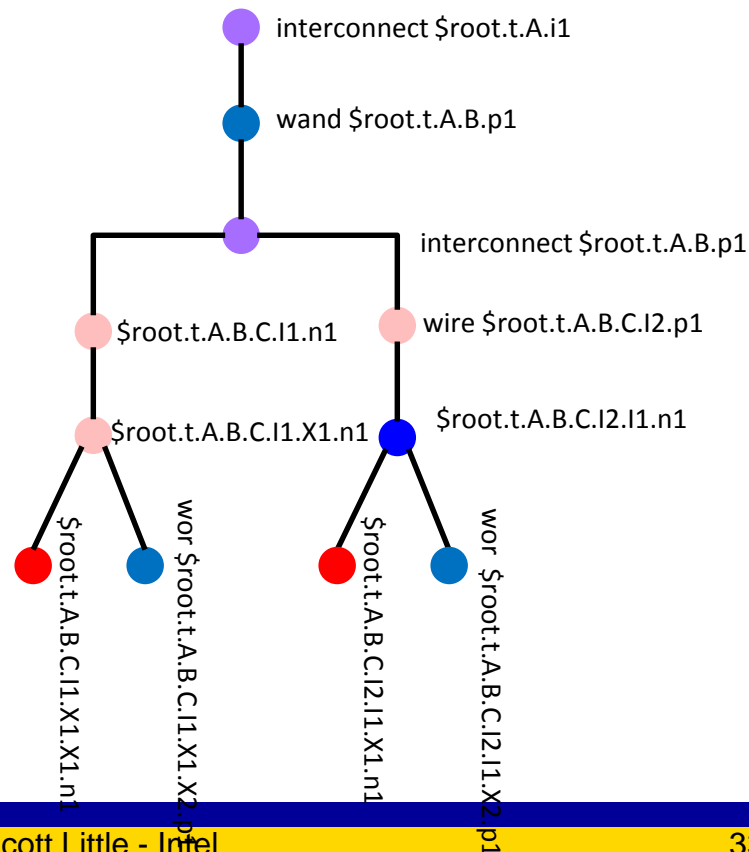 interconnect $root.t.A.i1
wand $root.t.A.B.p1
interconnect $root.t.A.B.p1
$root.t.A.B.C.I1.n1
wire $root.t.A.B.C.I2.p1
$root.t.A.B.C.I1.X1.n1
$root.t.A.B.C.I2.I1.n1
$root.t.A.B.C.I1.X1.X1.n1
wor $root.t.A.B.C.I1.X1.X2.p1
$root.t.A.B.C.I2.I1.X1.n1
wor $root.t.A.B.C.I2.I1.X2.p1
Little - Intel